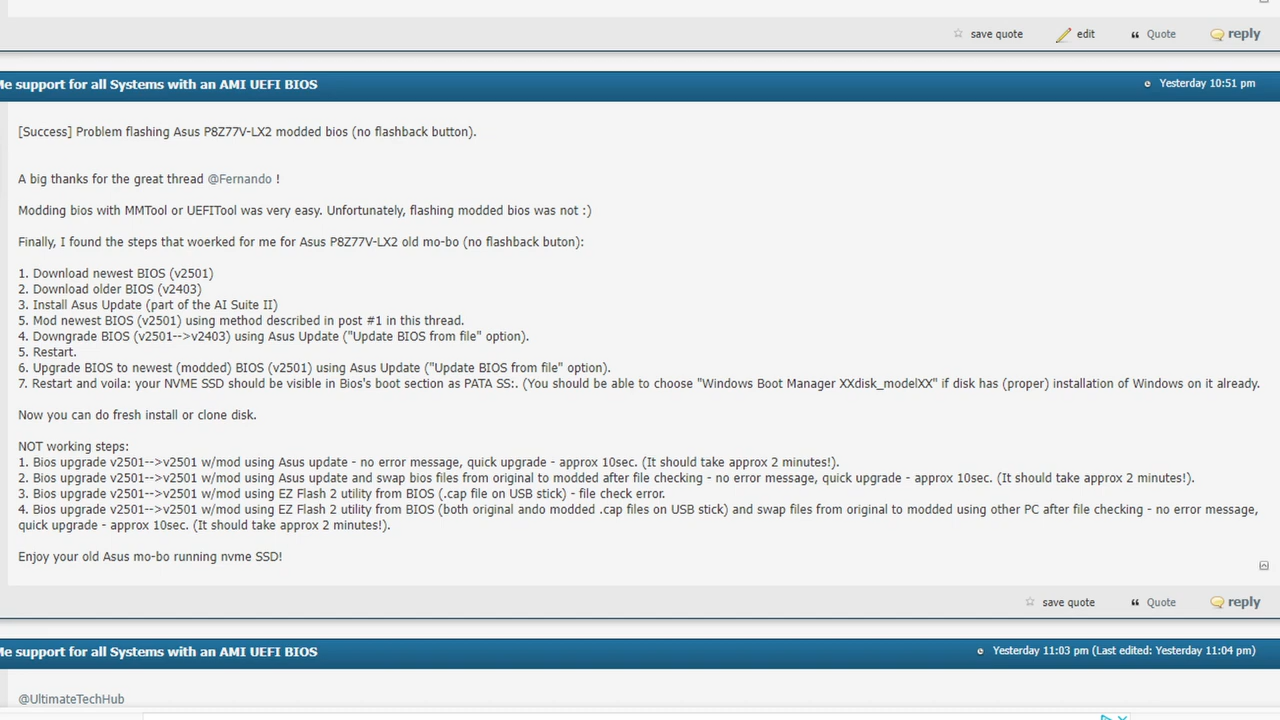 save quote edit Quote reply
Me support for all Systems with an AMI UEFI BIOS Yesterday 10:51 pm
[Success] Problem flashing Asus P8Z77V-LX2 modded bios (no flashback button).
A big thanks for the great thread @Fernando !
Modding bios with MMTool or UEFITool was very easy. Unfortunately, flashing modded bios was not :)
Finally, I found the steps that woerked for me for Asus P8Z77V-LX2 old mo-bo (no flashback buton):
1. Download newest BIOS (v2501)
2. Download older BIOS (v2403)
3. Install Asus Update (part of the AI Suite II)
5. Mod newest BIOS (v2501) using method described in post #1 in this thread.
4. Downgrade BIOS (v2501-->v2403) using Asus Update ("Update BIOS from file" option).
5. Restart.
6. Upgrade BIOS to newest (modded) BIOS (v2501) using Asus Update ("Update BIOS from file" option).
7. Restart and voila: your NVME SSD should be visible in Bios's boot section as PATA SS:. (You should be able to choose "Windows Boot Manager XXdisk_modelXX" if disk has (proper) installation of Windows on it already.
Now you can do fresh install or clone disk.
NOT working steps:
1. Bios upgrade v2501-->v2501 w/mod using Asus update - no error message, quick upgrade - approx 10sec. (It should take approx 2 minutes!).
2. Bios upgrade v2501-->v2501 w/mod using Asus update and swap bios files from original to modded after file checking - no error message, quick upgrade - approx 10sec. (It should take approx 2 minutes!).
3. Bios upgrade v2501-->v2501 w/mod using EZ Flash 2 utility from BIOS (.cap file on USB stick) - file check error.
4. Bios upgrade v2501-->v2501 w/mod using EZ Flash 2 utility from BIOS (both original ando modded .cap files on USB stick) and swap files from original to modded using other PC after file checking - no error message,
quick upgrade - approx 10sec. (It should take approx 2 minutes!).
Enjoy your old Asus mo-bo running nvme SSD!
save quote Quote reply
Me support for all Systems with an AMI UEFI BIOS Yesterday 11:03 pm (Last edited: Yesterday 11:04 pm)
@UltimateTechHub